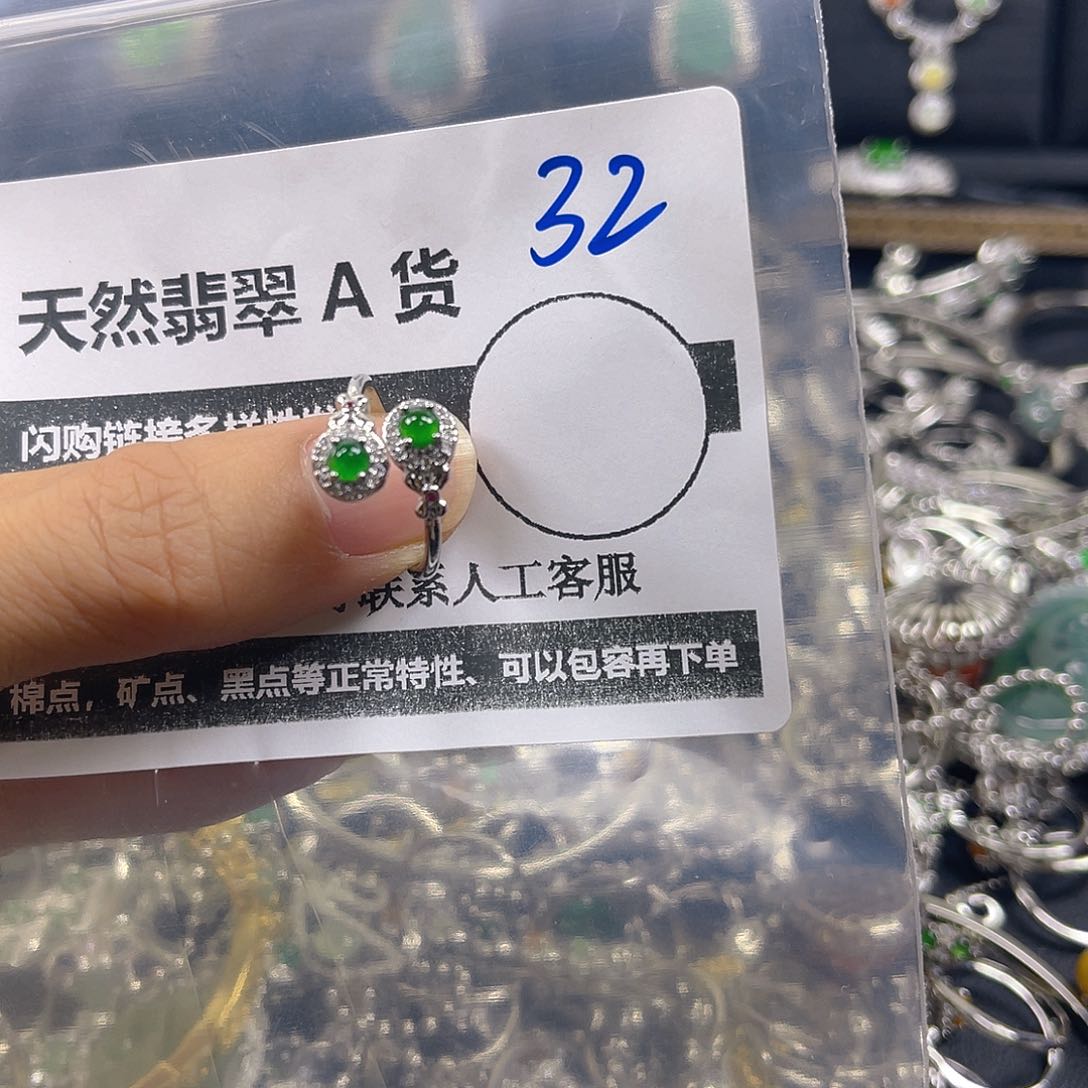 32
天然翡翠 A 货
闪购链接多样性
联系人工客服
棉点，矿点、黑点等正常特性、可以包容再下单